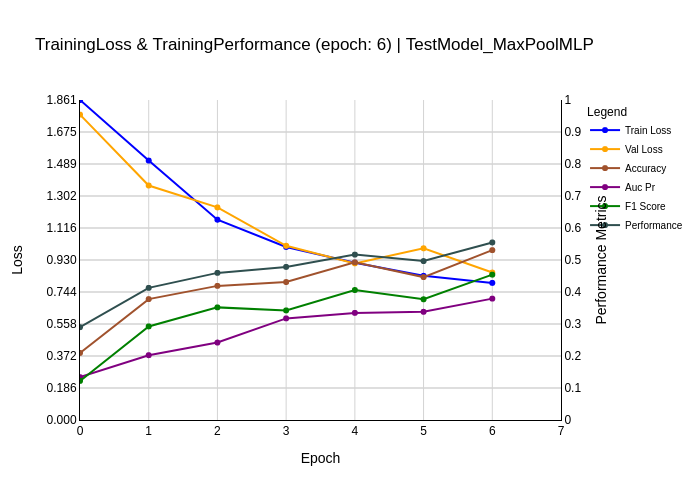 TrainingLoss & TrainingPerformance (epoch: 6) | TestModel_MaxPoolMLP
Legend
Train Loss
Val Loss
Accuracy
Auc Pr
F1 Score
Performance
1.861
1.675
1.489
1.302
1.116
0.930
0.744
0.558
0.372
0.186
0.000
Loss
1
0.9
0.8
0.7
0.6
0.5
0.4
0.3
0.2
0.1
0
Performance Metrics
0 1 2 3 4 5 6 7
Epoch